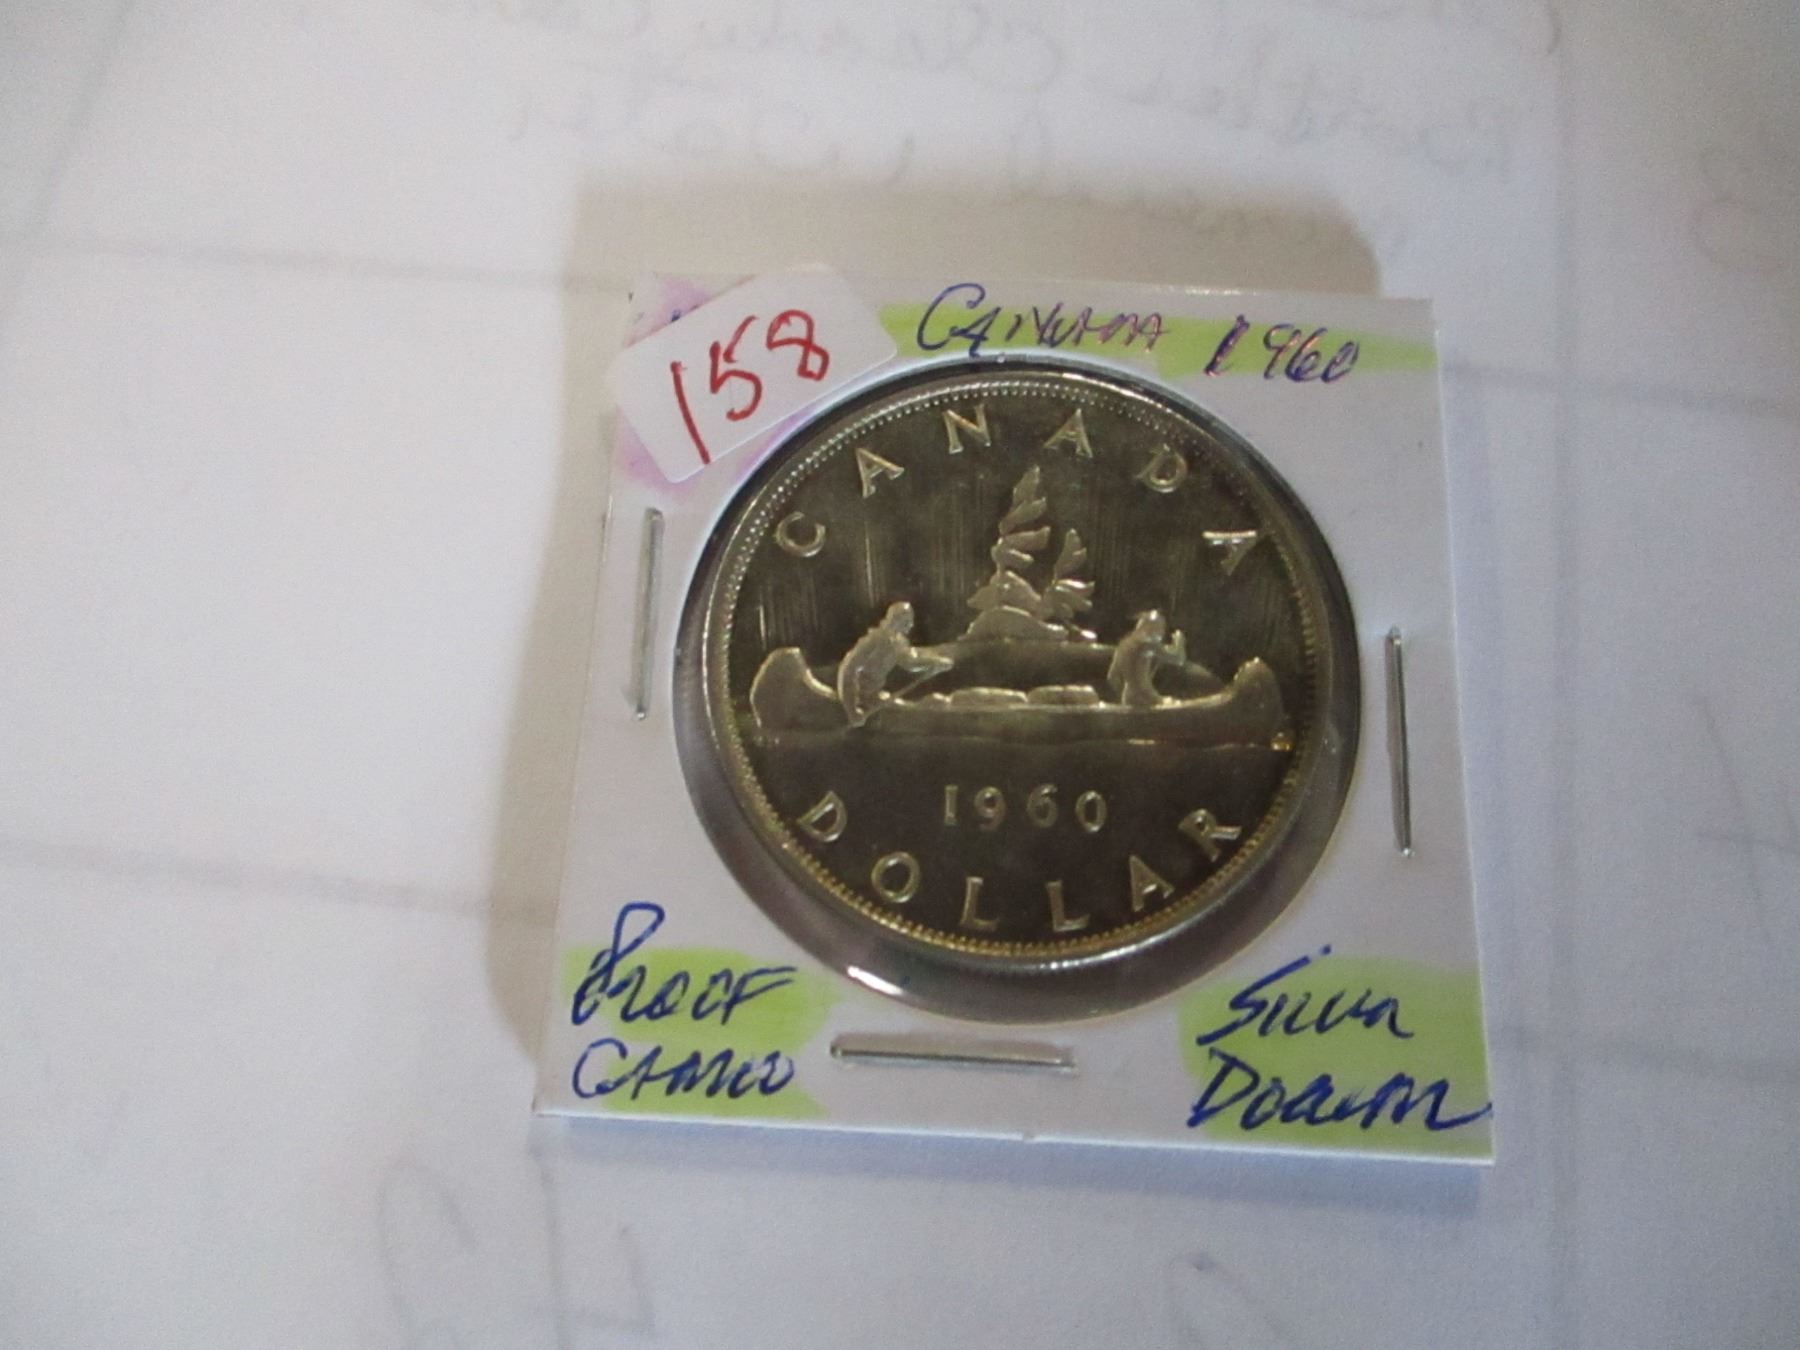 158
CANADA 1960
CANADA
1960
DOLLAR
PROOF
CAMEO
SILVER
DOLLAR